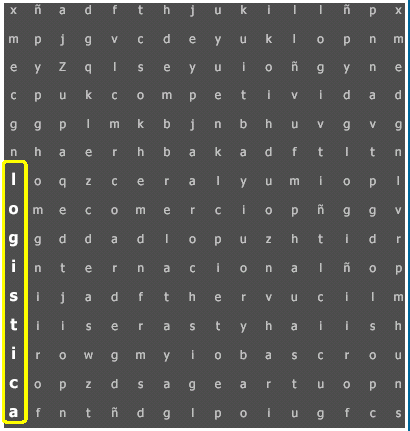 x ñ a d f t h j u k i l l ñ p x
m p j g v c d e y u k l o p n m
e y Z q l s e y u i o ñ g y n e
c p u k c o m p e t i v i d a d
g g p l m k b j n b h u v g v g
n h a e r h b a k a d f t l t n
l o q z c e r a l y u m i o p l
o m e c o m e r c i o p ñ g g v
g g d d a d l o p u z h t i d r
i n t e r n a c i o n a l ñ o p
s i j a d f t h e r v u c i l m
t i i s e r a s t y h a i i s h
i r o w g m y i o b a s c r o u
c o p z d s a g e a r t u o p n
a f n t ñ d g l p o i u g f c s